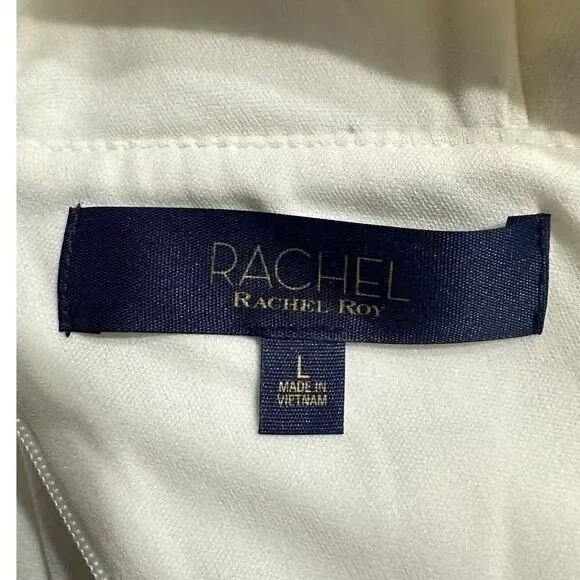 RACHEL
RACHEL ROY
L
MADE IN
VIETNAM